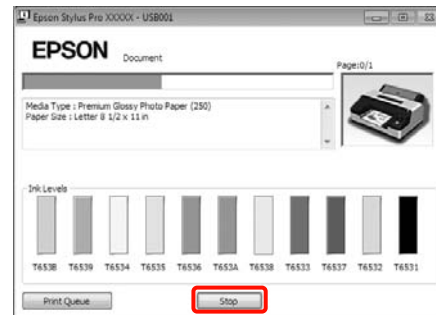 Epson Stylus Pro XXXXX - USB001
EPSON
Document
Page:0/1
Media Type : Premium Glossy Photo Paper (250)
Paper Size : Letter 8 1/2 x 11 in
Ink Levels
T653B T6539 T6534 T6535 T6536 T653A T6538 T6533 T6537 T6532 T6531
Print Queue Stop